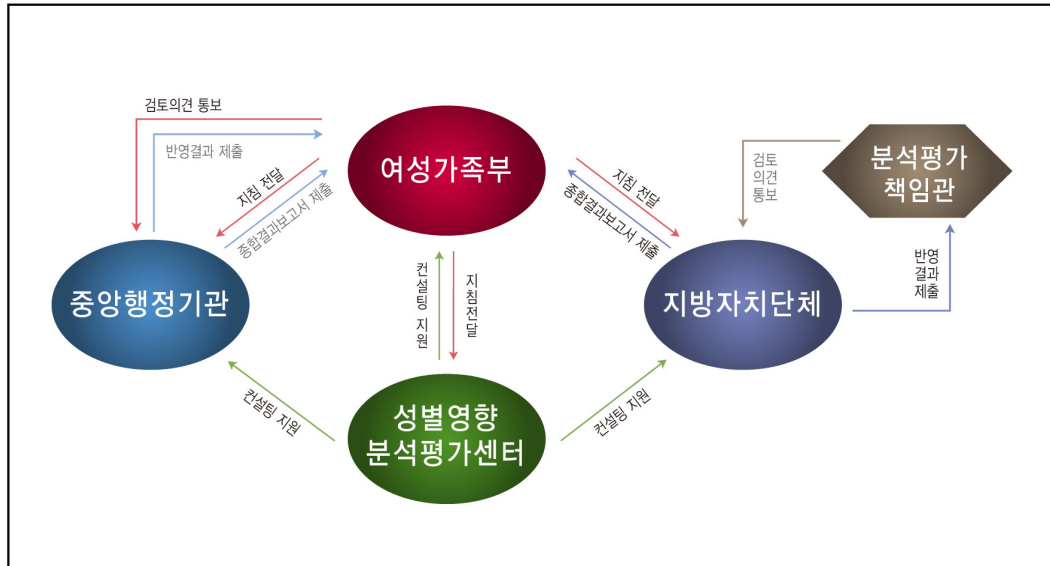 검토의견 통보
반영결과 제출
지침 전달
종합결과보고서 제출
여성가족부
지침 전달
종합결과보고서 제출
검토
의견
통보
분석평가
책임관
중앙행정기관
컨설팅 지원
지침전달
지방자치단체
반영
결과
제출
컨설팅 지원
성별영향
분석평가센터
컨설팅 지원